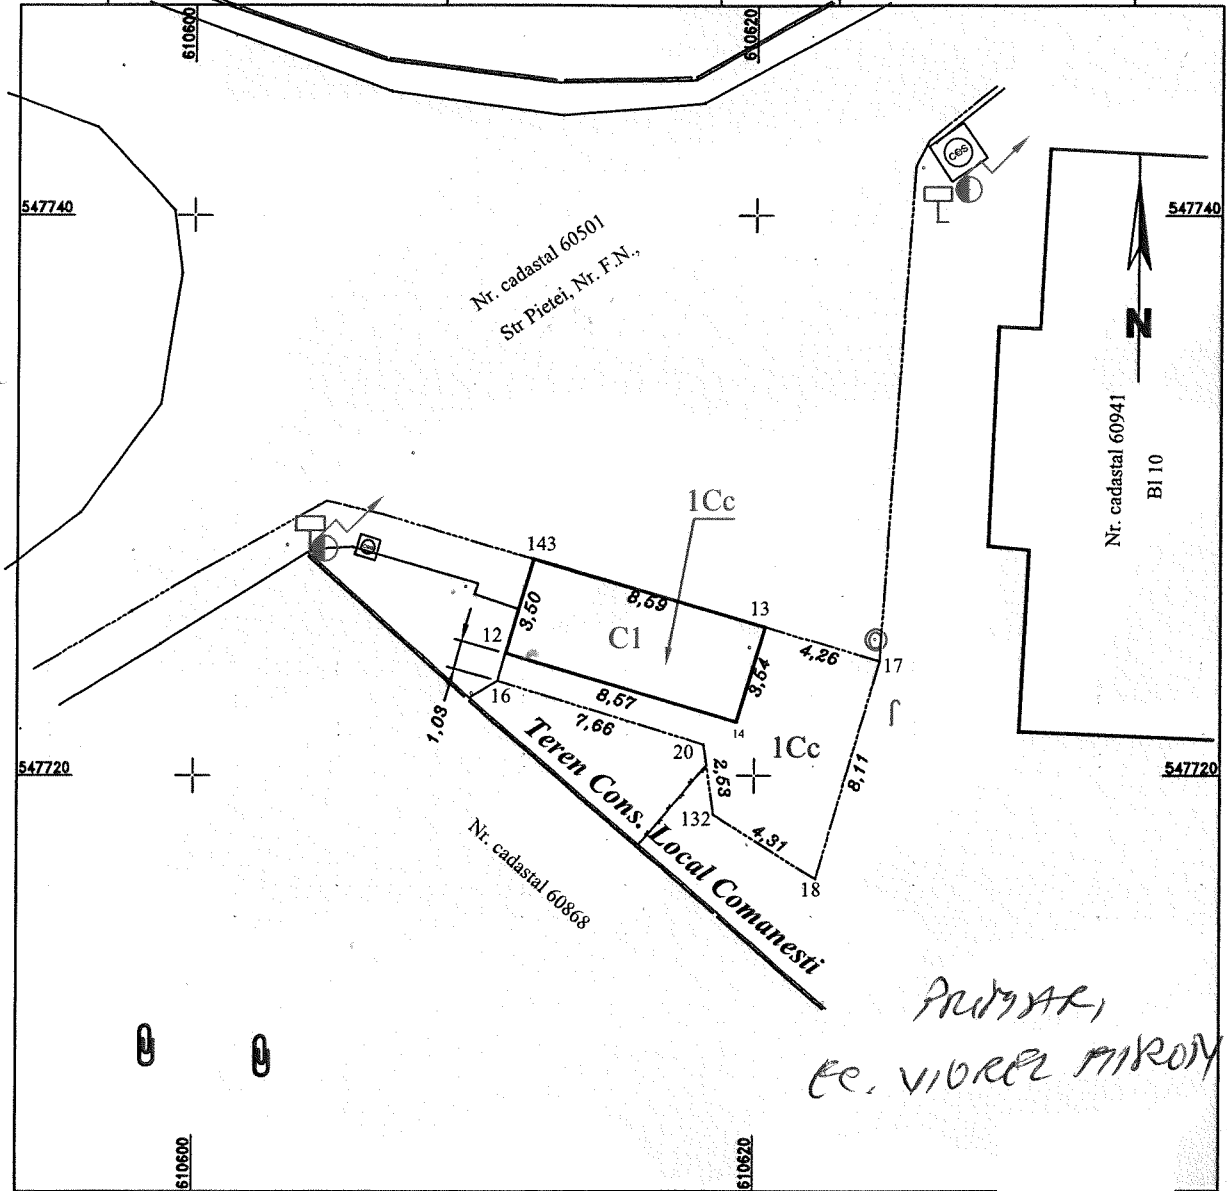 610600
610620
547740
547740
Nr. cadastal 60501
Str Pietei, Nr. F.N.,
ces
N
Nr. cadastal 60941
Bl 10
1Cc
143
8,59
13
3,50
C1
12
4,26
17
3,54
16
8,57
7,66
14
1,03
20
1Cc
2,53
8,11
547720
547720
132
4,31
18
Teren Cons. Local Comanesti
Nr. cadastal 60868
PRIMAR,
EC. VIOREL MIRON
610600
610620